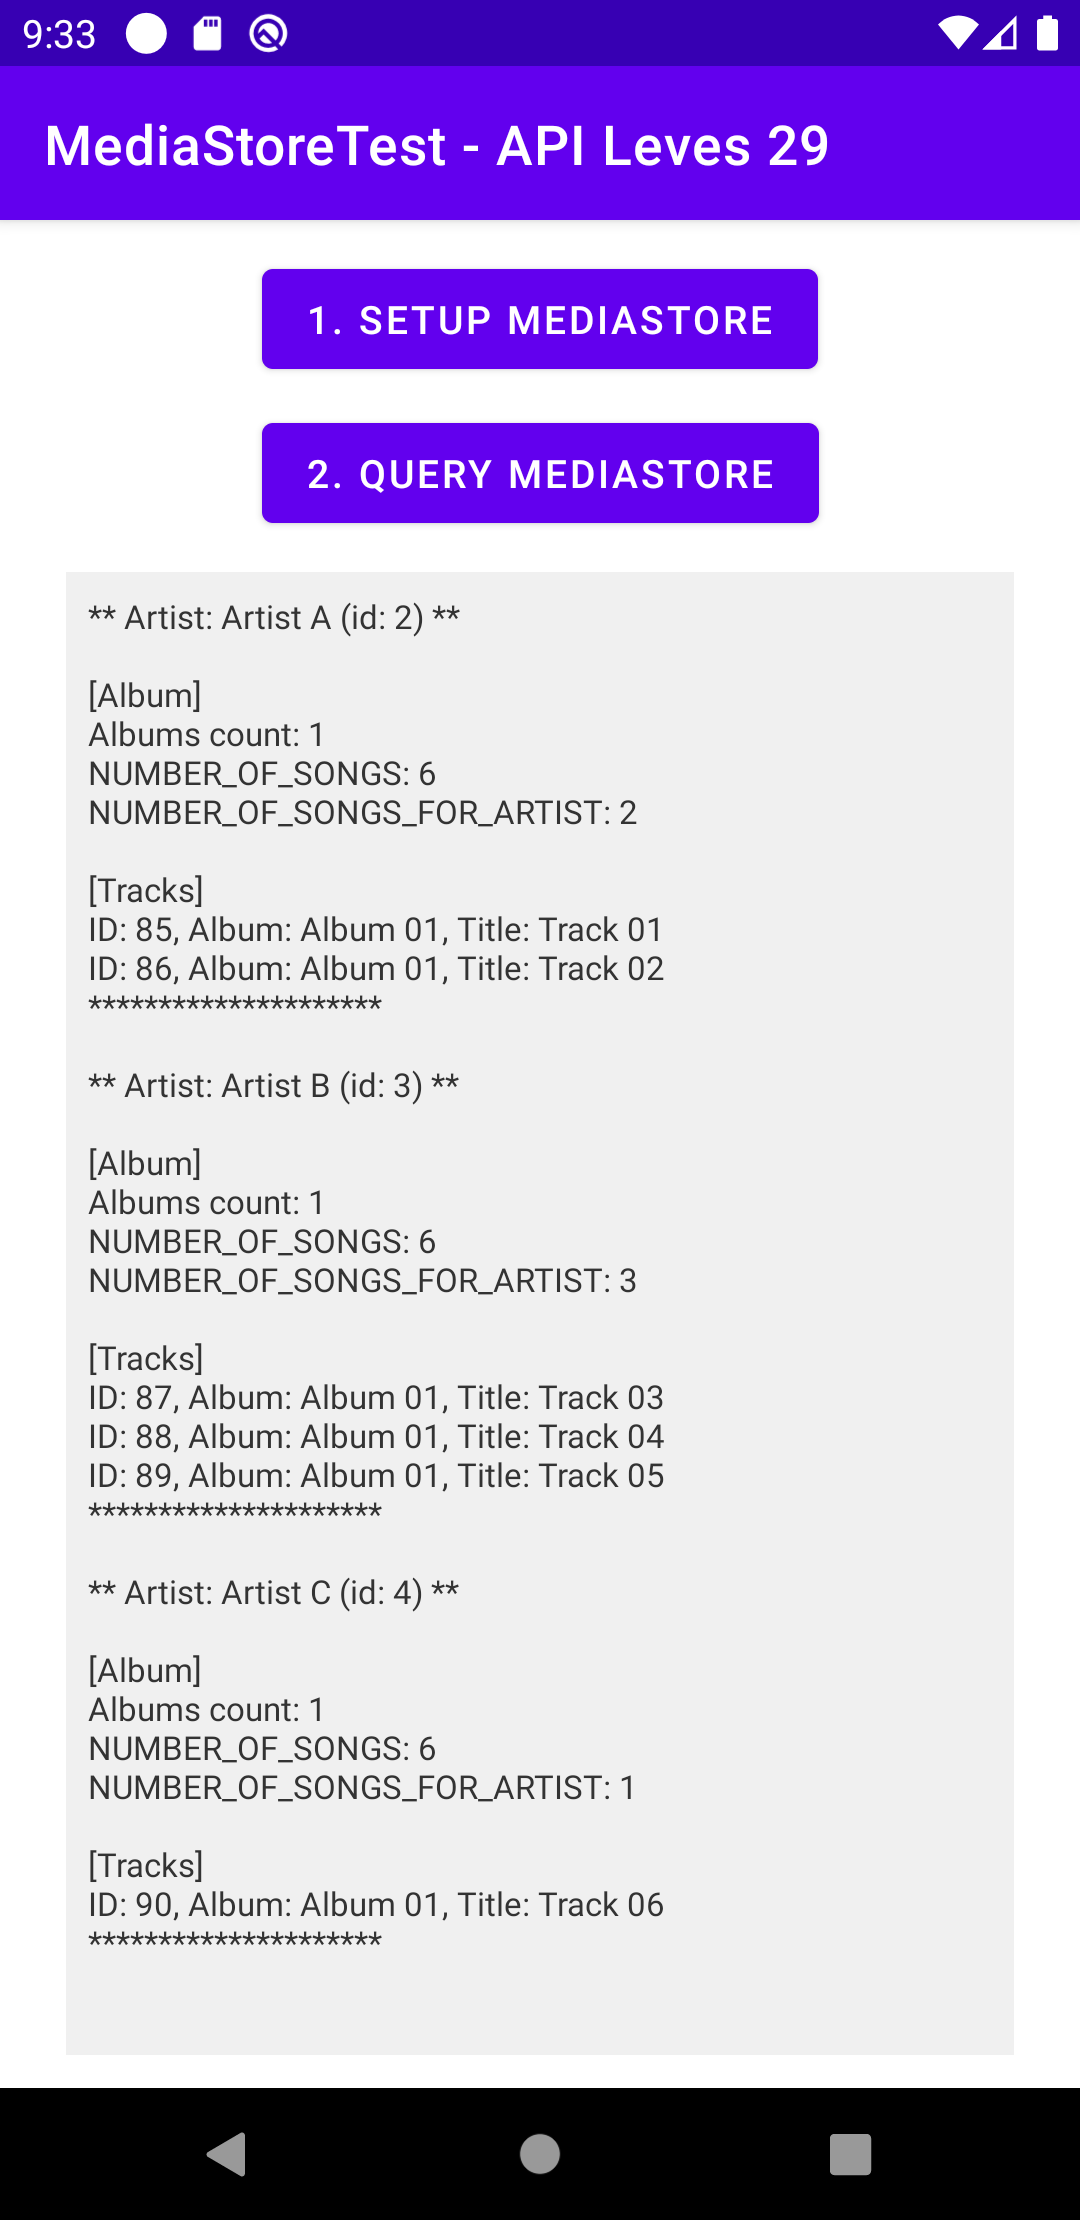 9:33
MediaStoreTest - API Leves 29
1. SETUP MEDIASTORE
2. QUERY MEDIASTORE
** Artist: Artist A (id: 2) **
[Album]
Albums count: 1
NUMBER_OF_SONGS: 6
NUMBER_OF_SONGS_FOR_ARTIST: 2
[Tracks]
ID: 85, Album: Album 01, Title: Track 01
ID: 86, Album: Album 01, Title: Track 02
*********************
** Artist: Artist B (id: 3) **
[Album]
Albums count: 1
NUMBER_OF_SONGS: 6
NUMBER_OF_SONGS_FOR_ARTIST: 3
[Tracks]
ID: 87, Album: Album 01, Title: Track 03
ID: 88, Album: Album 01, Title: Track 04
ID: 89, Album: Album 01, Title: Track 05
*********************
** Artist: Artist C (id: 4) **
[Album]
Albums count: 1
NUMBER_OF_SONGS: 6
NUMBER_OF_SONGS_FOR_ARTIST: 1
[Tracks]
ID: 90, Album: Album 01, Title: Track 06
*********************